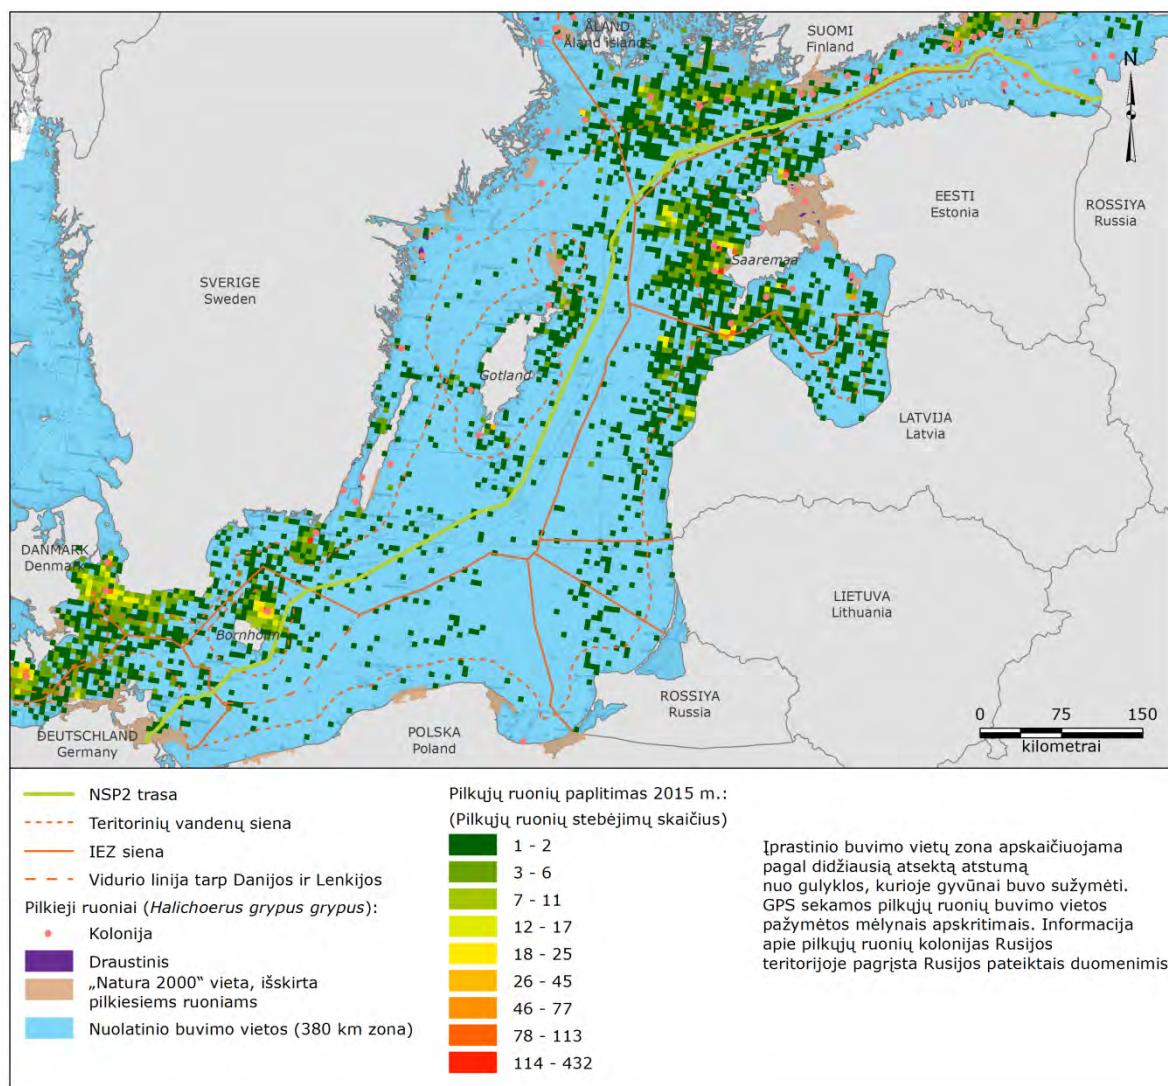 ÅLAND
Åland islands
SUOMI
Finland
N
EESTI
Estonia
ROSSIYA
Russia
SVERIGE
Sweden
Saaremaa
Gotland
LATVIJA
Latvia
DANMARK
Denmark
LIETUVA
Lithuania
Bornholm
ROSSIYA
Russia
DEUTSCHLAND
Germany
POLSKA
Poland
0 75 150
kilometrai
NSP2 trasa
Teritorinių vandenų siena
IEZ siena
Vidurio linija tarp Danijos ir Lenkijos
Pilkieji ruoniai (Halichoerus grypus grypus):
Kolonija
Draustinis
„Natura 2000“ vieta, išskirta
pilkiesiems ruoniams
Nuolatinio buvimo vietos (380 km zona)
Pilkųjų ruonių paplitimas 2015 m.:
(Pilkųjų ruonių stebėjimų skaičius)
1 - 2
3 - 6
7 - 11
12 - 17
18 - 25
26 - 45
46 - 77
78 - 113
114 - 432
Įprastinio buvimo vietų zona apskaičiuojama
pagal didžiausią atsektą atstumą
nuo gulyklos, kurioje gyvūnai buvo sužymėti.
GPS sekamos pilkųjų ruonių buvimo vietos
pažymėtos mėlynais apskritimais. Informacija
apie pilkųjų ruonių kolonijas Rusijos
teritorijoje pagrįsta Rusijos pateiktais duomenimis